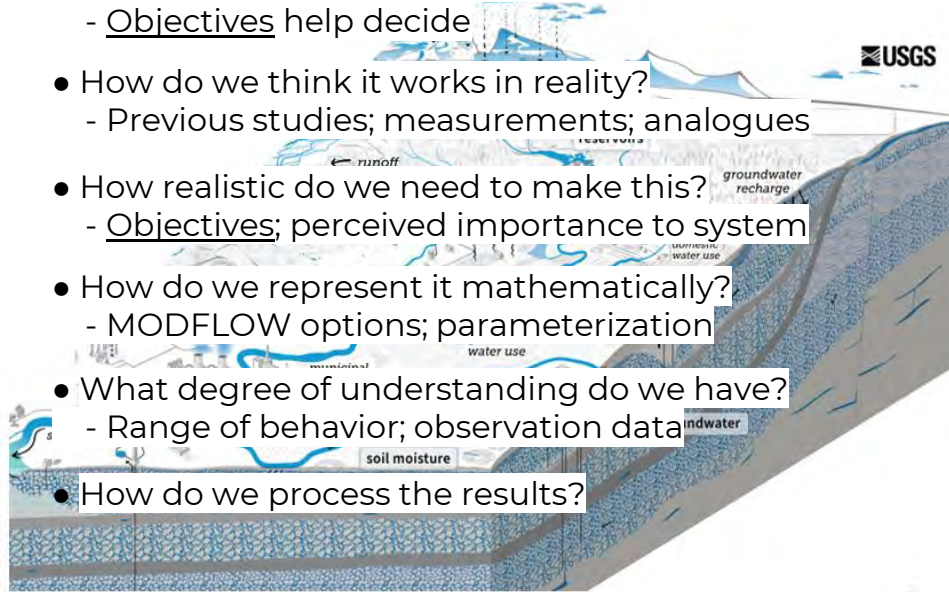 - Objectives help decide
USGS
● How do we think it works in reality?
- Previous studies; measurements; analogues
reservoirs
← runoff
groundwater
recharge
● How realistic do we need to make this?
- Objectives; perceived importance to system
domestic
water use
● How do we represent it mathematically?
- MODFLOW options; parameterization
water use
municipal
● What degree of understanding do we have?
- Range of behavior; observation data
ndwater
soil moisture
● How do we process the results?